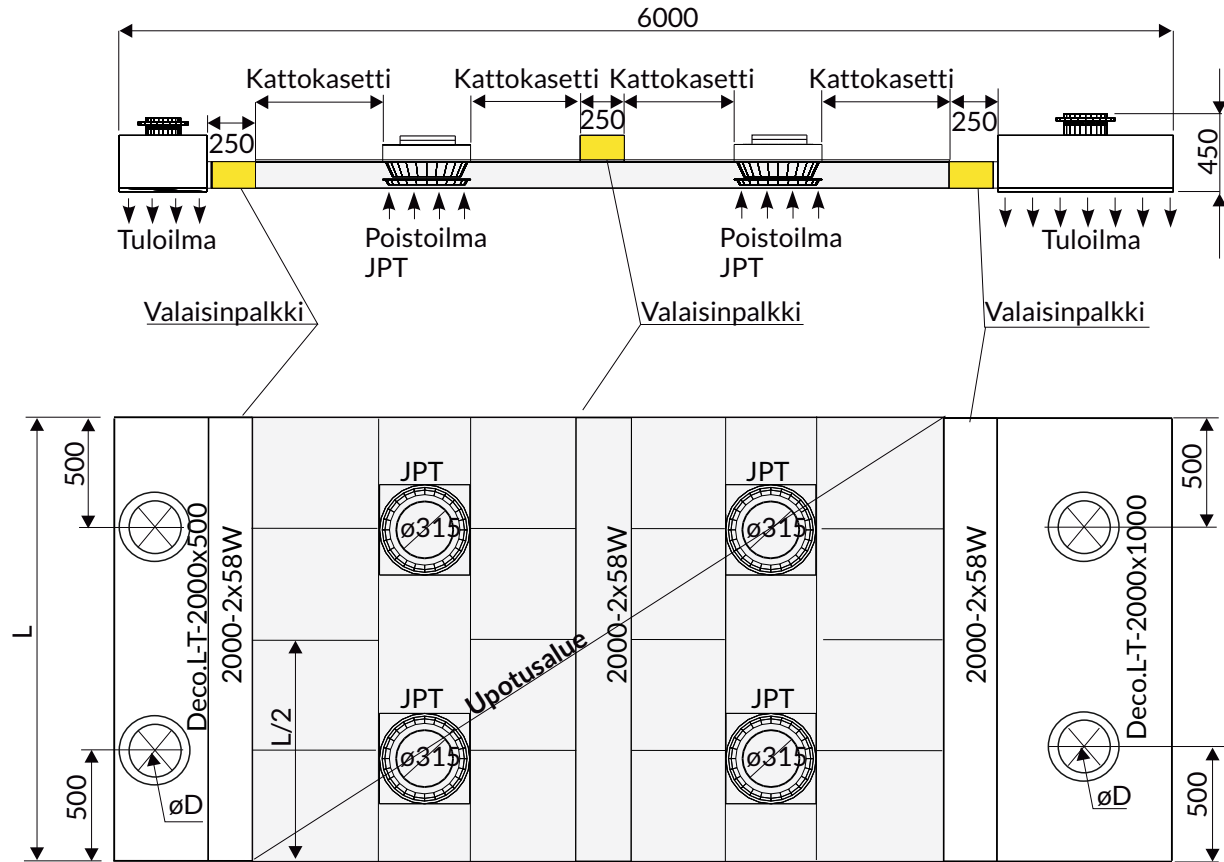 6000
Kattokasetti
Kattokasetti
Kattokasetti
Kattokasetti
250
250
250
450
Tuloilma
Poistoilma
JPT
Poistoilma
JPT
Tuloilma
Valaisinpalkki
Valaisinpalkki
Valaisinpalkki
500
500
JPT
JPT
ø315
ø315
Deco.L-T-2000x500
2000-2x58W
2000-2x58W
2000-2x58W
Deco.L-T-2000x1000
L
L/2
Upotusalue
JPT
JPT
ø315
ø315
500
øD
øD
500